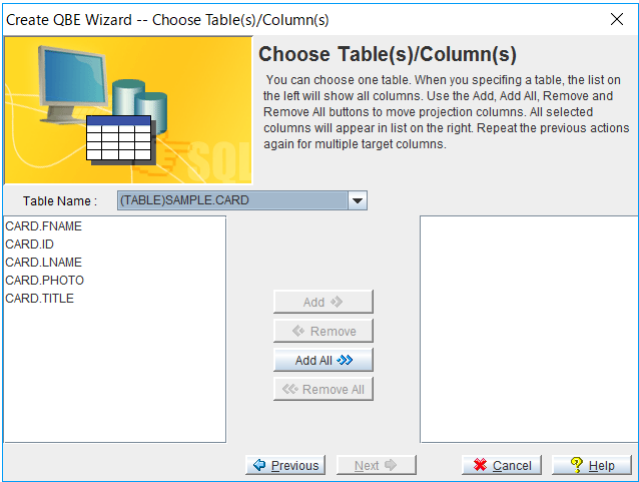 Create QBE Wizard -- Choose Table(s)/Column(s)
Choose Table(s)/Column(s)
You can choose one table. When you specifing a table, the list on
the left will show all columns. Use the Add, Add All, Remove and
Remove All buttons to move projection columns. All selected
columns will appear in list on the right. Repeat the previous actions
again for multiple target columns.
SQL
Table Name :
(TABLE)SAMPLE.CARD
CARD.FNAME
CARD.ID
CARD.LNAME
CARD.PHOTO
CARD.TITLE
Add
Remove
Add All
Remove All
Previous
Next
Cancel
Help